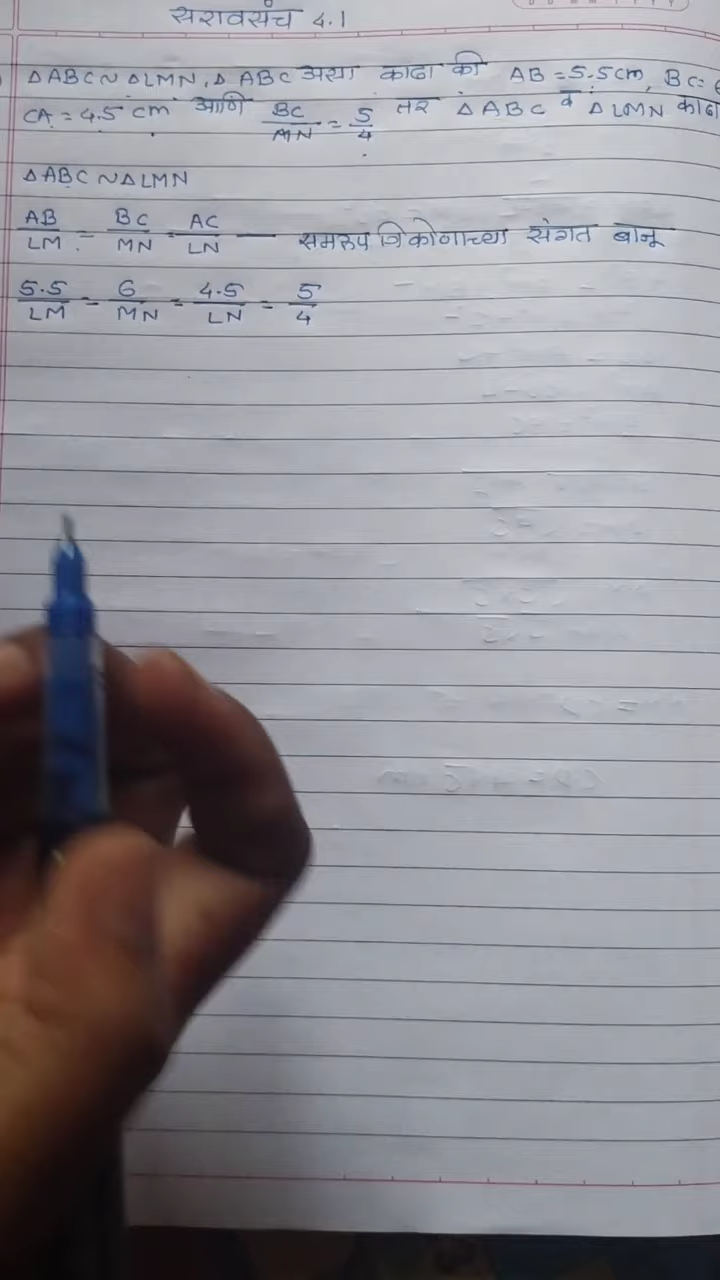 सरावसंच 4.1
△ABC ~ △LMN, △ABC असा काढा की AB = 5.5 cm, BC =
CA = 4.5 cm आणि BC/MN = 5/4 तर △ABC व △LMN काढा
△ABC ~ △LMN
AB/LM = BC/MN = AC/LN — समरुप त्रिकोणाच्या संगत बाजू
5.5/LM = 6/MN = 4.5/LN = 5/4